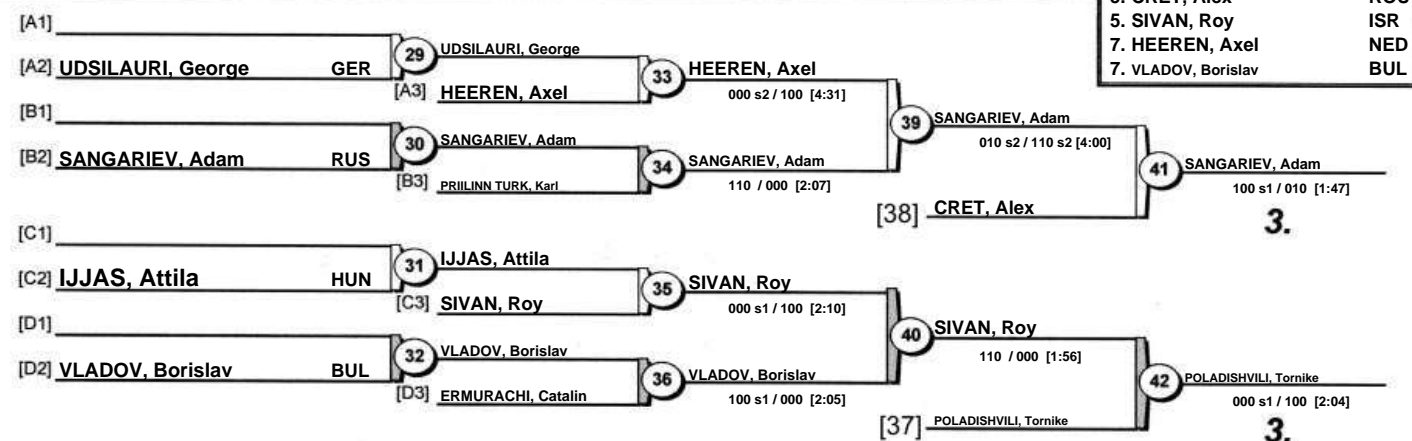 5. SIVAN, Roy ISR
7. HEEREN, Axel NED
7. VLADOV, Borislav BUL
[A1]
[A2] UDSILAURI, George GER
29
UDSILAURI, George
[A3] HEEREN, Axel
33
HEEREN, Axel
000 s2 / 100 [4:31]
[B1]
[B2] SANGARIEV, Adam RUS
30
SANGARIEV, Adam
[B3] PRIILINN TURK, Karl
34
SANGARIEV, Adam
110 / 000 [2:07]
39
SANGARIEV, Adam
010 s2 / 110 s2 [4:00]
[38] CRET, Alex
41
SANGARIEV, Adam
100 s1 / 010 [1:47]
3.
[C1]
[C2] IJJAS, Attila HUN
31
IJJAS, Attila
[C3] SIVAN, Roy
35
SIVAN, Roy
000 s1 / 100 [2:10]
[D1]
[D2] VLADOV, Borislav BUL
32
VLADOV, Borislav
[D3] ERMURACHI, Catalin
36
VLADOV, Borislav
100 s1 / 000 [2:05]
40
SIVAN, Roy
110 / 000 [1:56]
[37] POLADISHVILI, Tornike
42
POLADISHVILI, Tornike
000 s1 / 100 [2:04]
3.